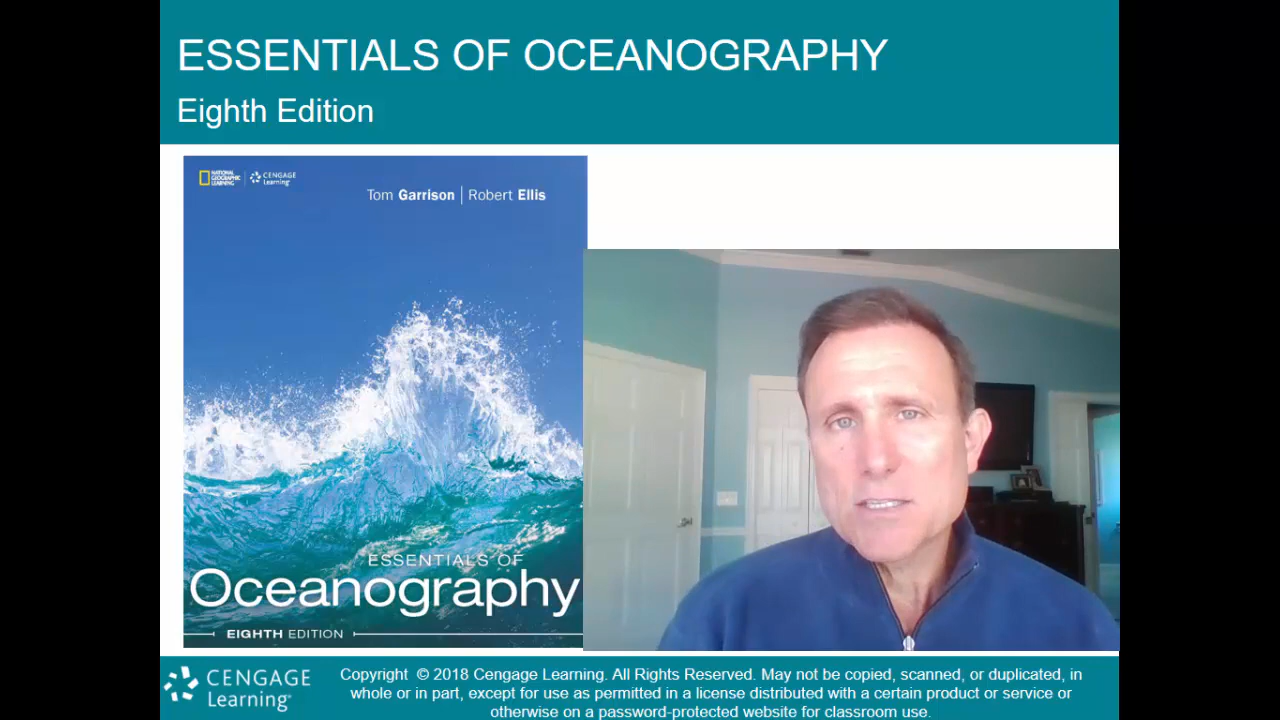 ESSENTIALS OF OCEANOGRAPHY
Eighth Edition
NATIONAL
GEOGRAPHIC
LEARNING
CENGAGE
Learning
Tom Garrison | Robert Ellis
ESSENTIALS OF
Oceanography
EIGHTH EDITION
CENGAGE
Learning
Copyright © 2018 Cengage Learning. All Rights Reserved. May not be copied, scanned, or duplicated, in
whole or in part, except for use as permitted in a license distributed with a certain product or service or
otherwise on a password-protected website for classroom use.